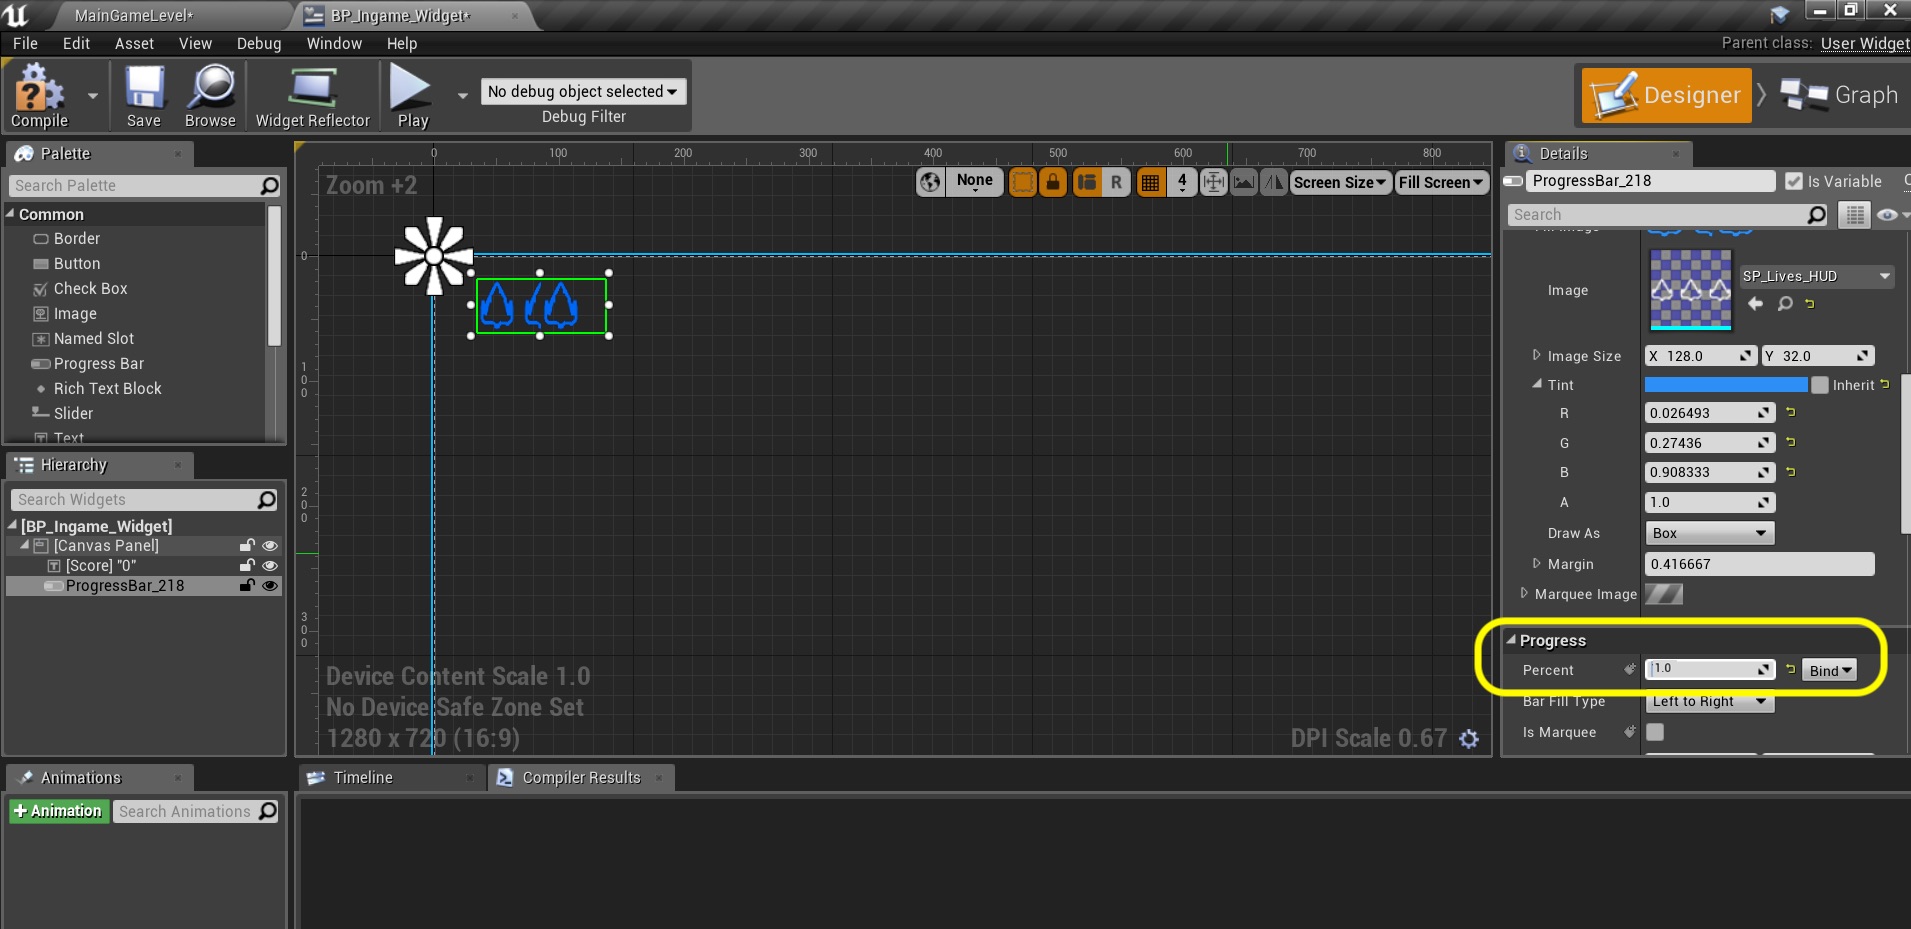 MainGameLevel*
BP_Ingame_Widget*
File Edit Asset View Debug Window Help
Parent class: User Widget
Compile
Save
Browse
Widget Reflector
Play
No debug object selected
Debug Filter
Designer
Graph
Palette
Search Palette
Common
Border
Button
Check Box
Image
Named Slot
Progress Bar
Rich Text Block
Slider
Text
Hierarchy
Search Widgets
[BP_Ingame_Widget]
[Canvas Panel]
[Score] "0"
ProgressBar_218
Animations
+ Animation
Search Animations
0 100 200 300 400 500 600 700 800
Zoom +2
None
R
4
Screen Size
Fill Screen
0
100
200
300
Device Content Scale 1.0
No Device Safe Zone Set
1280 x 720 (16:9)
DPI Scale 0.67
Timeline
Compiler Results
Details
ProgressBar_218
Is Variable
Search
Image
SP_Lives_HUD
Image Size
X 128.0
Y 32.0
Tint
Inherit
R 0.026493
G 0.27436
B 0.908333
A 1.0
Draw As Box
Margin 0.416667
Marquee Image
Progress
Percent 1.0 Bind
Bar Fill Type Left to Right
Is Marquee